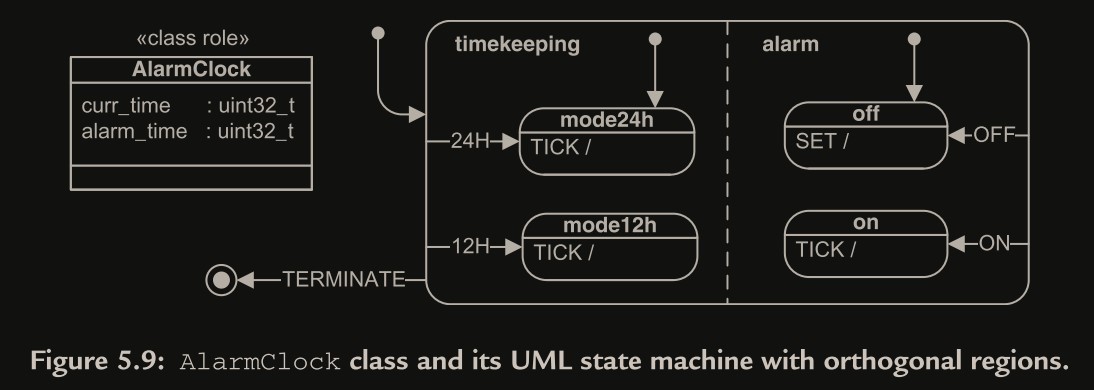 «class role»
AlarmClock
curr_time : uint32_t
alarm_time : uint32_t
timekeeping
alarm
mode24h
TICK /
24H
mode12h
TICK /
12H
off
SET /
OFF
on
TICK /
ON
TERMINATE
Figure 5.9: AlarmClock class and its UML state machine with orthogonal regions.